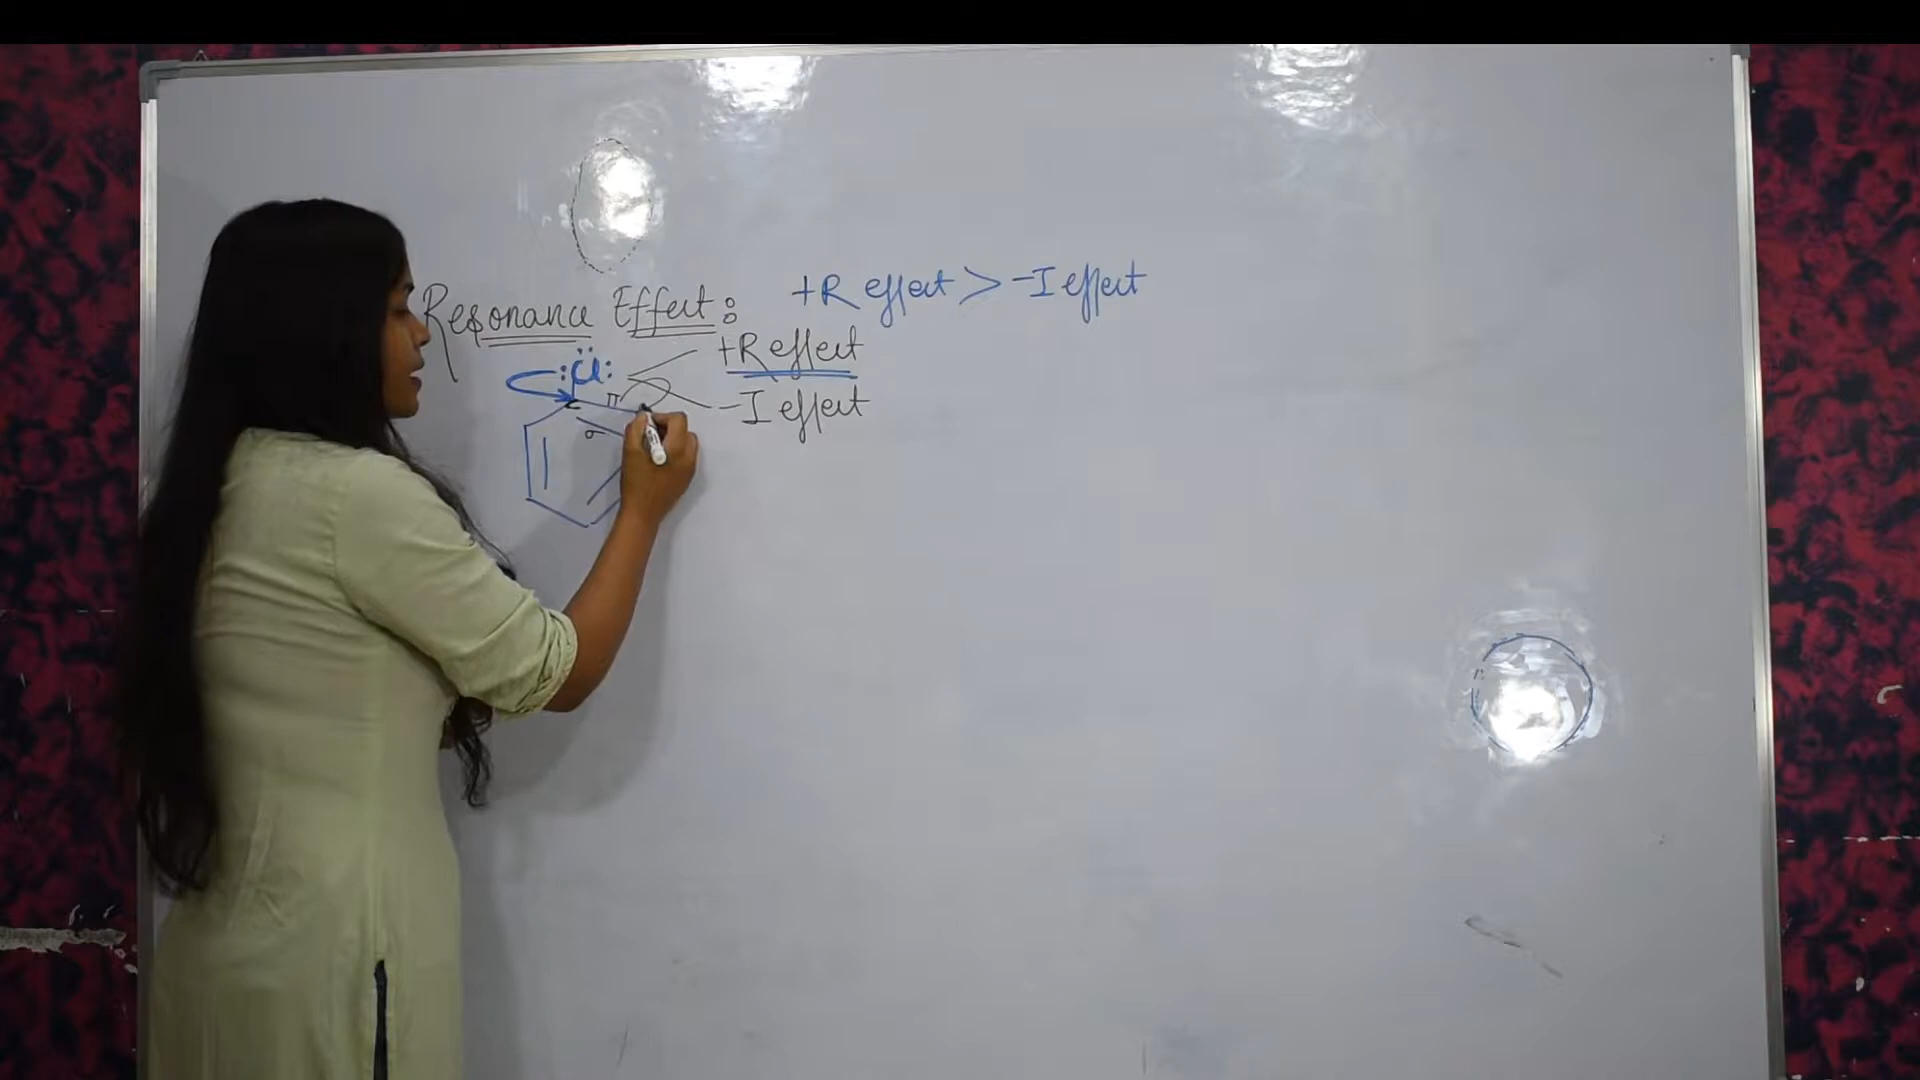 Resonance Effect:
+R effect > -I effect
+R effect
:C̈l:
-I effect
C
π
σ